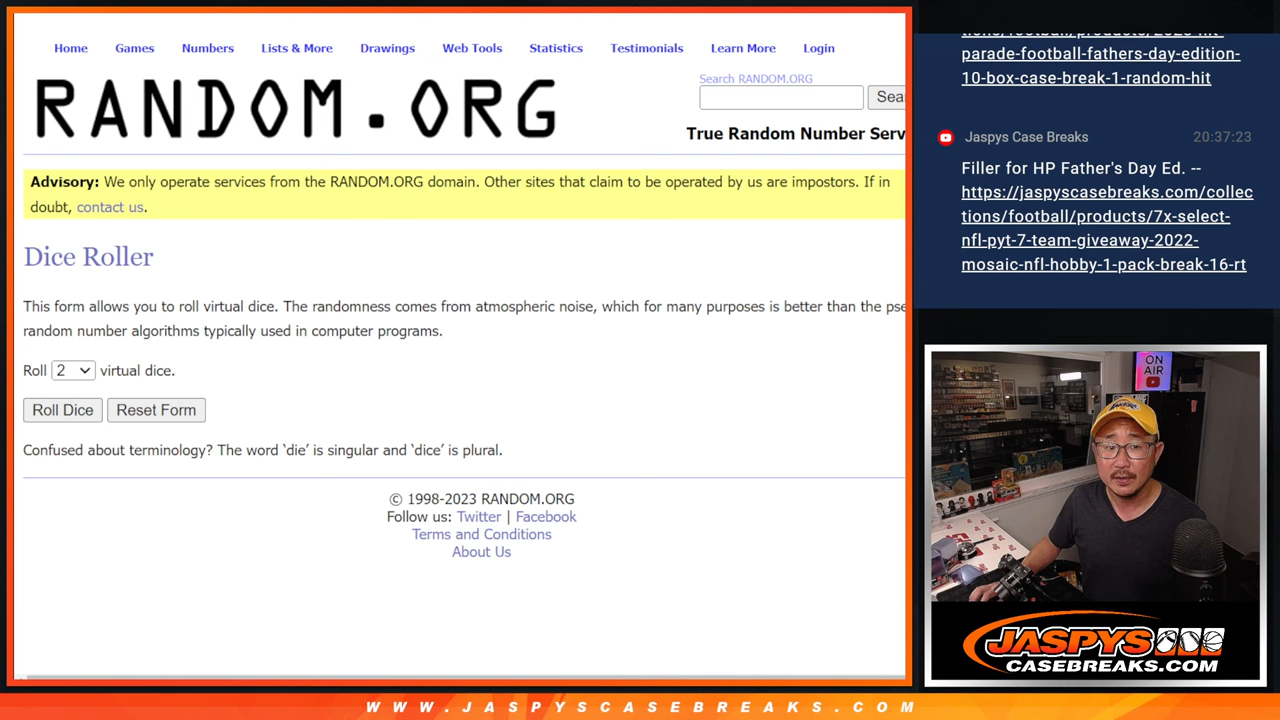 Home Games Numbers Lists & More Drawings Web Tools Statistics Testimonials Learn More Login
RANDOM.ORG
Search RANDOM.ORG
Sea
True Random Number Serv
Advisory: We only operate services from the RANDOM.ORG domain. Other sites that claim to be operated by us are impostors. If in
doubt, contact us.
Dice Roller
This form allows you to roll virtual dice. The randomness comes from atmospheric noise, which for many purposes is better than the pse
random number algorithms typically used in computer programs.
Roll 2 virtual dice.
Roll Dice Reset Form
Confused about terminology? The word ‘die’ is singular and ‘dice’ is plural.
© 1998-2023 RANDOM.ORG
Follow us: Twitter | Facebook
Terms and Conditions
About Us
tions/football/products/2023-hit-
parade-football-fathers-day-edition-
10-box-case-break-1-random-hit
Jaspys Case Breaks 20:37:23
Filler for HP Father's Day Ed. --
https://jaspyscasebreaks.com/collec
tions/football/products/7x-select-
nfl-pyt-7-team-giveaway-2022-
mosaic-nfl-hobby-1-pack-break-16-rt
ON
AIR
JASPYS
CASEBREAKS.COM
WWW.JASPYSCASEBREAKS.COM